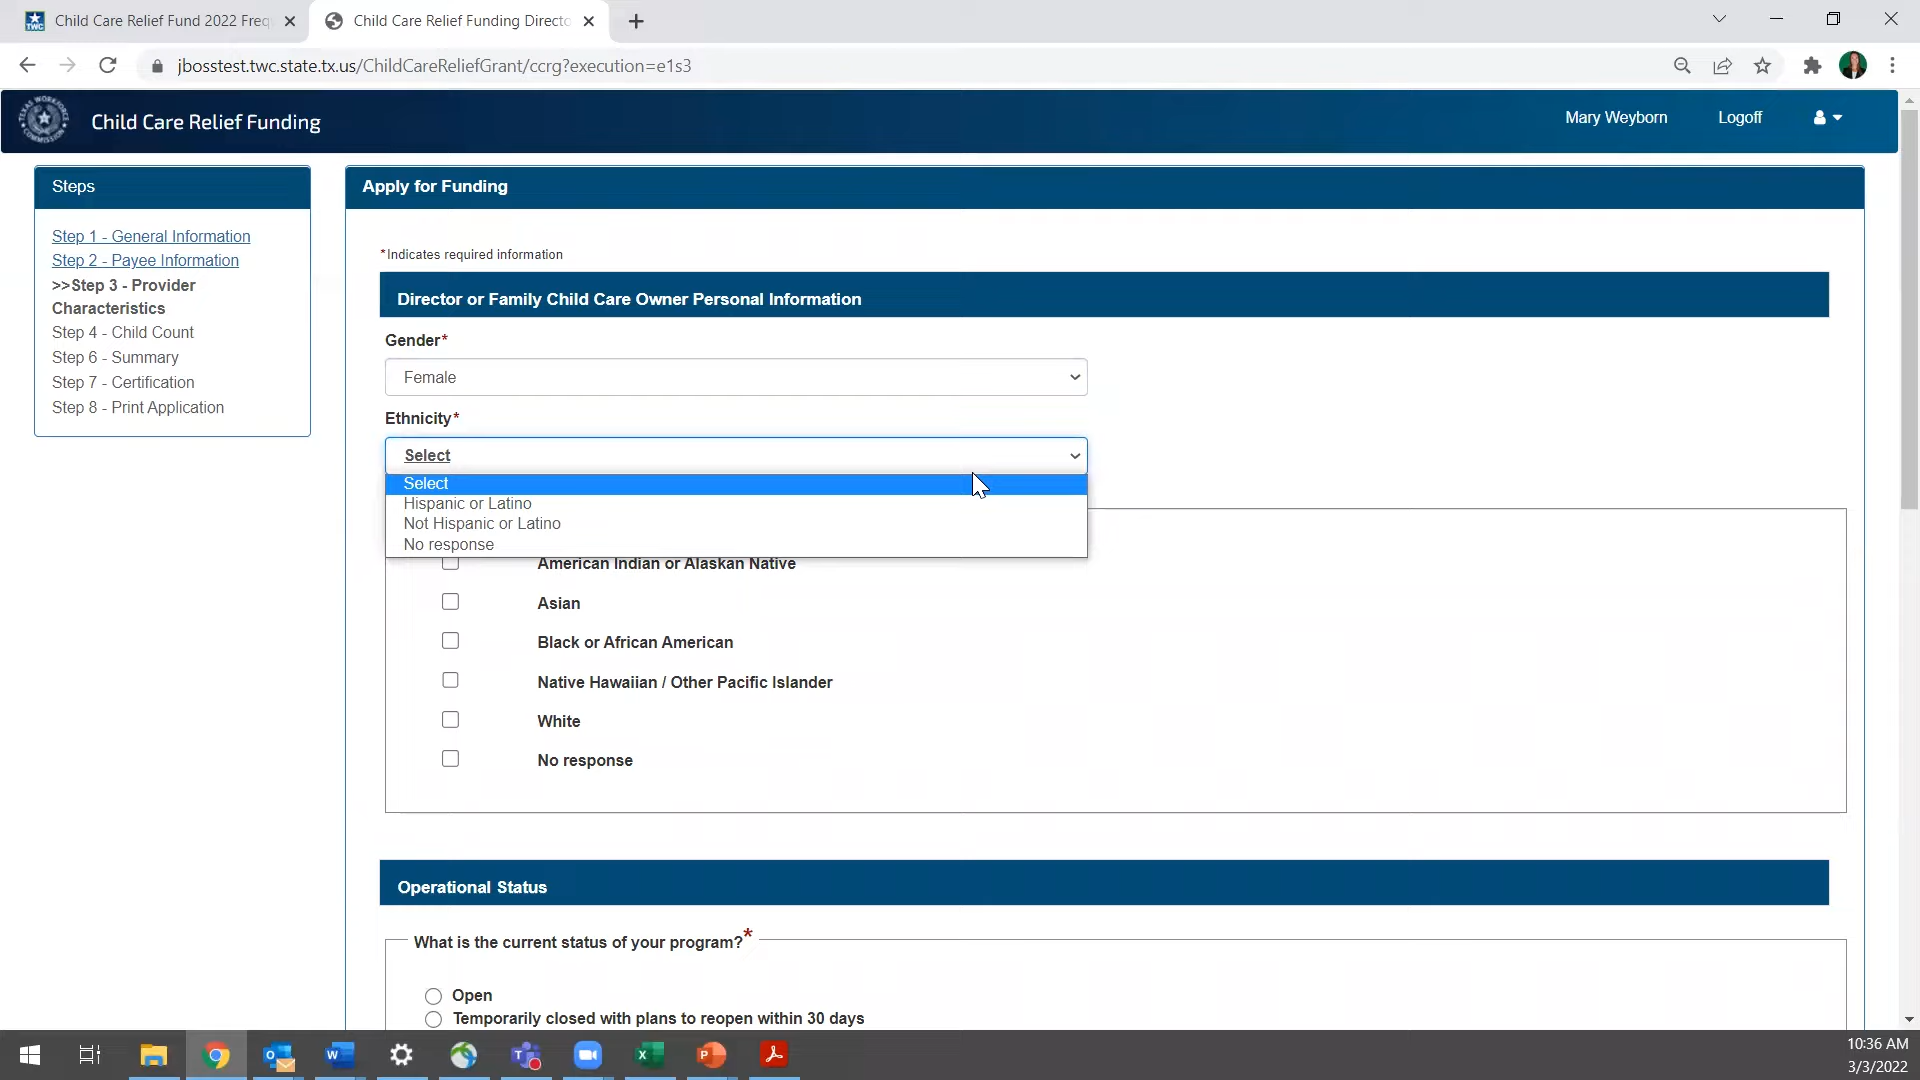 Child Care Relief Fund 2022 Freq
Child Care Relief Funding Directo
jbosstest.twc.state.tx.us/ChildCareReliefGrant/ccrg?execution=e1s3
Child Care Relief Funding
Mary Weyborn
Logoff
Steps
Step 1 - General Information
Step 2 - Payee Information
>>Step 3 - Provider
Characteristics
Step 4 - Child Count
Step 6 - Summary
Step 7 - Certification
Step 8 - Print Application
Apply for Funding
*Indicates required information
Director or Family Child Care Owner Personal Information
Gender*
Female
Ethnicity*
Select
Select
Hispanic or Latino
Not Hispanic or Latino
No response
American Indian or Alaskan Native
Asian
Black or African American
Native Hawaiian / Other Pacific Islander
White
No response
Operational Status
What is the current status of your program?*
Open
Temporarily closed with plans to reopen within 30 days
10:36 AM
3/3/2022